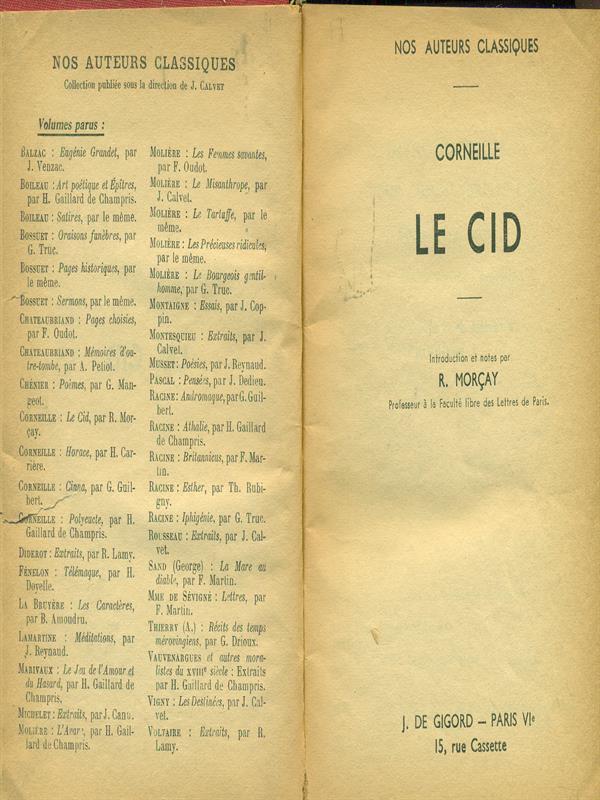 NOS AUTEURS CLASSIQUES
Collection publiée sous la direction de J. CALVET
Volumes parus :
BALZAC : Eugénie Grandet, par
J. Venzac.
BOILEAU : Art poétique et Épîtres,
par H. Gaillard de Champris.
BOILEAU : Satires, par le même.
BOSSUET : Oraisons funèbres, par
G. Truc.
BOSSUET : Pages historiques, par
le même.
BOSSUET : Sermons, par le même.
CHATEAUBRIAND : Pages choisies,
par F. Oudot.
CHATEAUBRIAND : Mémoires d'ou-
tre-tombe, par A. Petiot.
CHÉNIER : Poèmes, par G. Man-
geot.
CORNEILLE : Le Cid, par R. Mor-
çay.
CORNEILLE : Horace, par H. Car-
rière.
CORNEILLE : Cinna, par G. Guil-
bert.
CORNEILLE : Polyeucte, par H.
Gaillard de Champris.
DIDEROT : Extraits, par R. Lamy.
FÉNELON : Télémaque, par H.
Doyelle.
LA BRUYÈRE : Les Caractères,
par B. Amoudru.
LAMARTINE : Méditations, par
J. Reynaud.
MARIVAUX : Le Jeu de l'Amour et
du Hasard, par H. Gaillard de
Champris.
MICHELET : Extraits, par J. Canu.
MOLIÈRE : L'Avare, par H. Gail-
lard de Champris.
MOLIÈRE : Les Femmes savantes,
par F. Oudot.
MOLIÈRE : Le Misanthrope, par
J. Calvet.
MOLIÈRE : Le Tartuffe, par le
même.
MOLIÈRE : Les Précieuses ridicules,
par le même.
MOLIÈRE : Le Bourgeois gentil-
homme, par G. Truc.
MONTAIGNE : Essais, par J. Cop-
pin.
MONTESQUIEU : Extraits, par J.
Calvet.
MUSSET : Poésies, par J. Reynaud.
PASCAL : Pensées, par J. Dedieu.
RACINE : Andromaque, par G. Guil-
bert.
RACINE : Athalie, par H. Gaillard
de Champris.
RACINE : Britannicus, par F. Mar-
tin.
RACINE : Esther, par Th. Rubi-
gny.
RACINE : Iphigénie, par G. Truc.
ROUSSEAU : Extraits, par J. Cal-
vet.
SAND (George) : La Mare au
diable, par F. Martin.
MME DE SÉVIGNÉ : Lettres, par
F. Martin.
THIERRY (A.) : Récits des temps
mérovingiens, par G. Drioux.
VAUVENARGUES et autres mora-
listes du XVIIIe siècle : Extraits
par H. Gaillard de Champris.
VIGNY : Les Destinées, par J. Cal-
vet.
VOLTAIRE : Extraits, par R.
Lamy.
NOS AUTEURS CLASSIQUES
CORNEILLE
LE CID
Introduction et notes par
R. MORÇAY
Professeur à la Faculté libre des Lettres de Paris.
J. DE GIGORD — PARIS VIe
15, rue Cassette